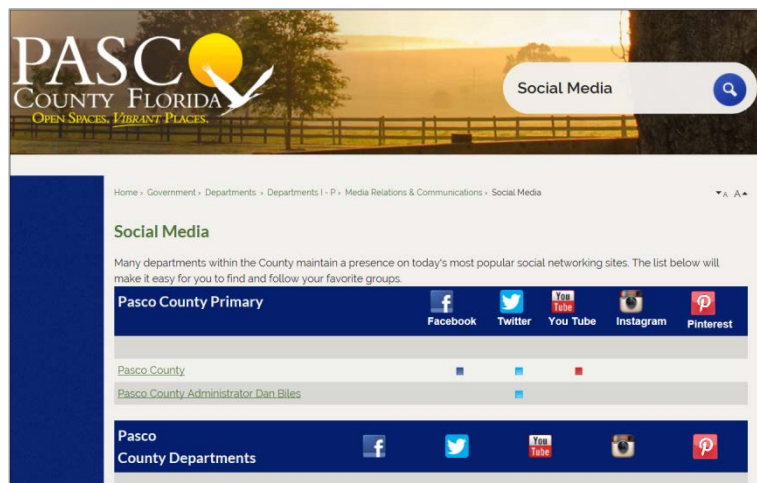 PASCO
COUNTY FLORIDA
OPEN SPACES. VIBRANT PLACES.
Social Media
Home › Government › Departments › Departments I - P › Media Relations & Communications › Social Media
A A
Social Media
Many departments within the County maintain a presence on today's most popular social networking sites. The list below will
make it easy for you to find and follow your favorite groups.
Pasco County Primary
You
Tube
Facebook Twitter You Tube Instagram Pinterest
Pasco County
Pasco County Administrator Dan Biles
Pasco
County Departments
You
Tube